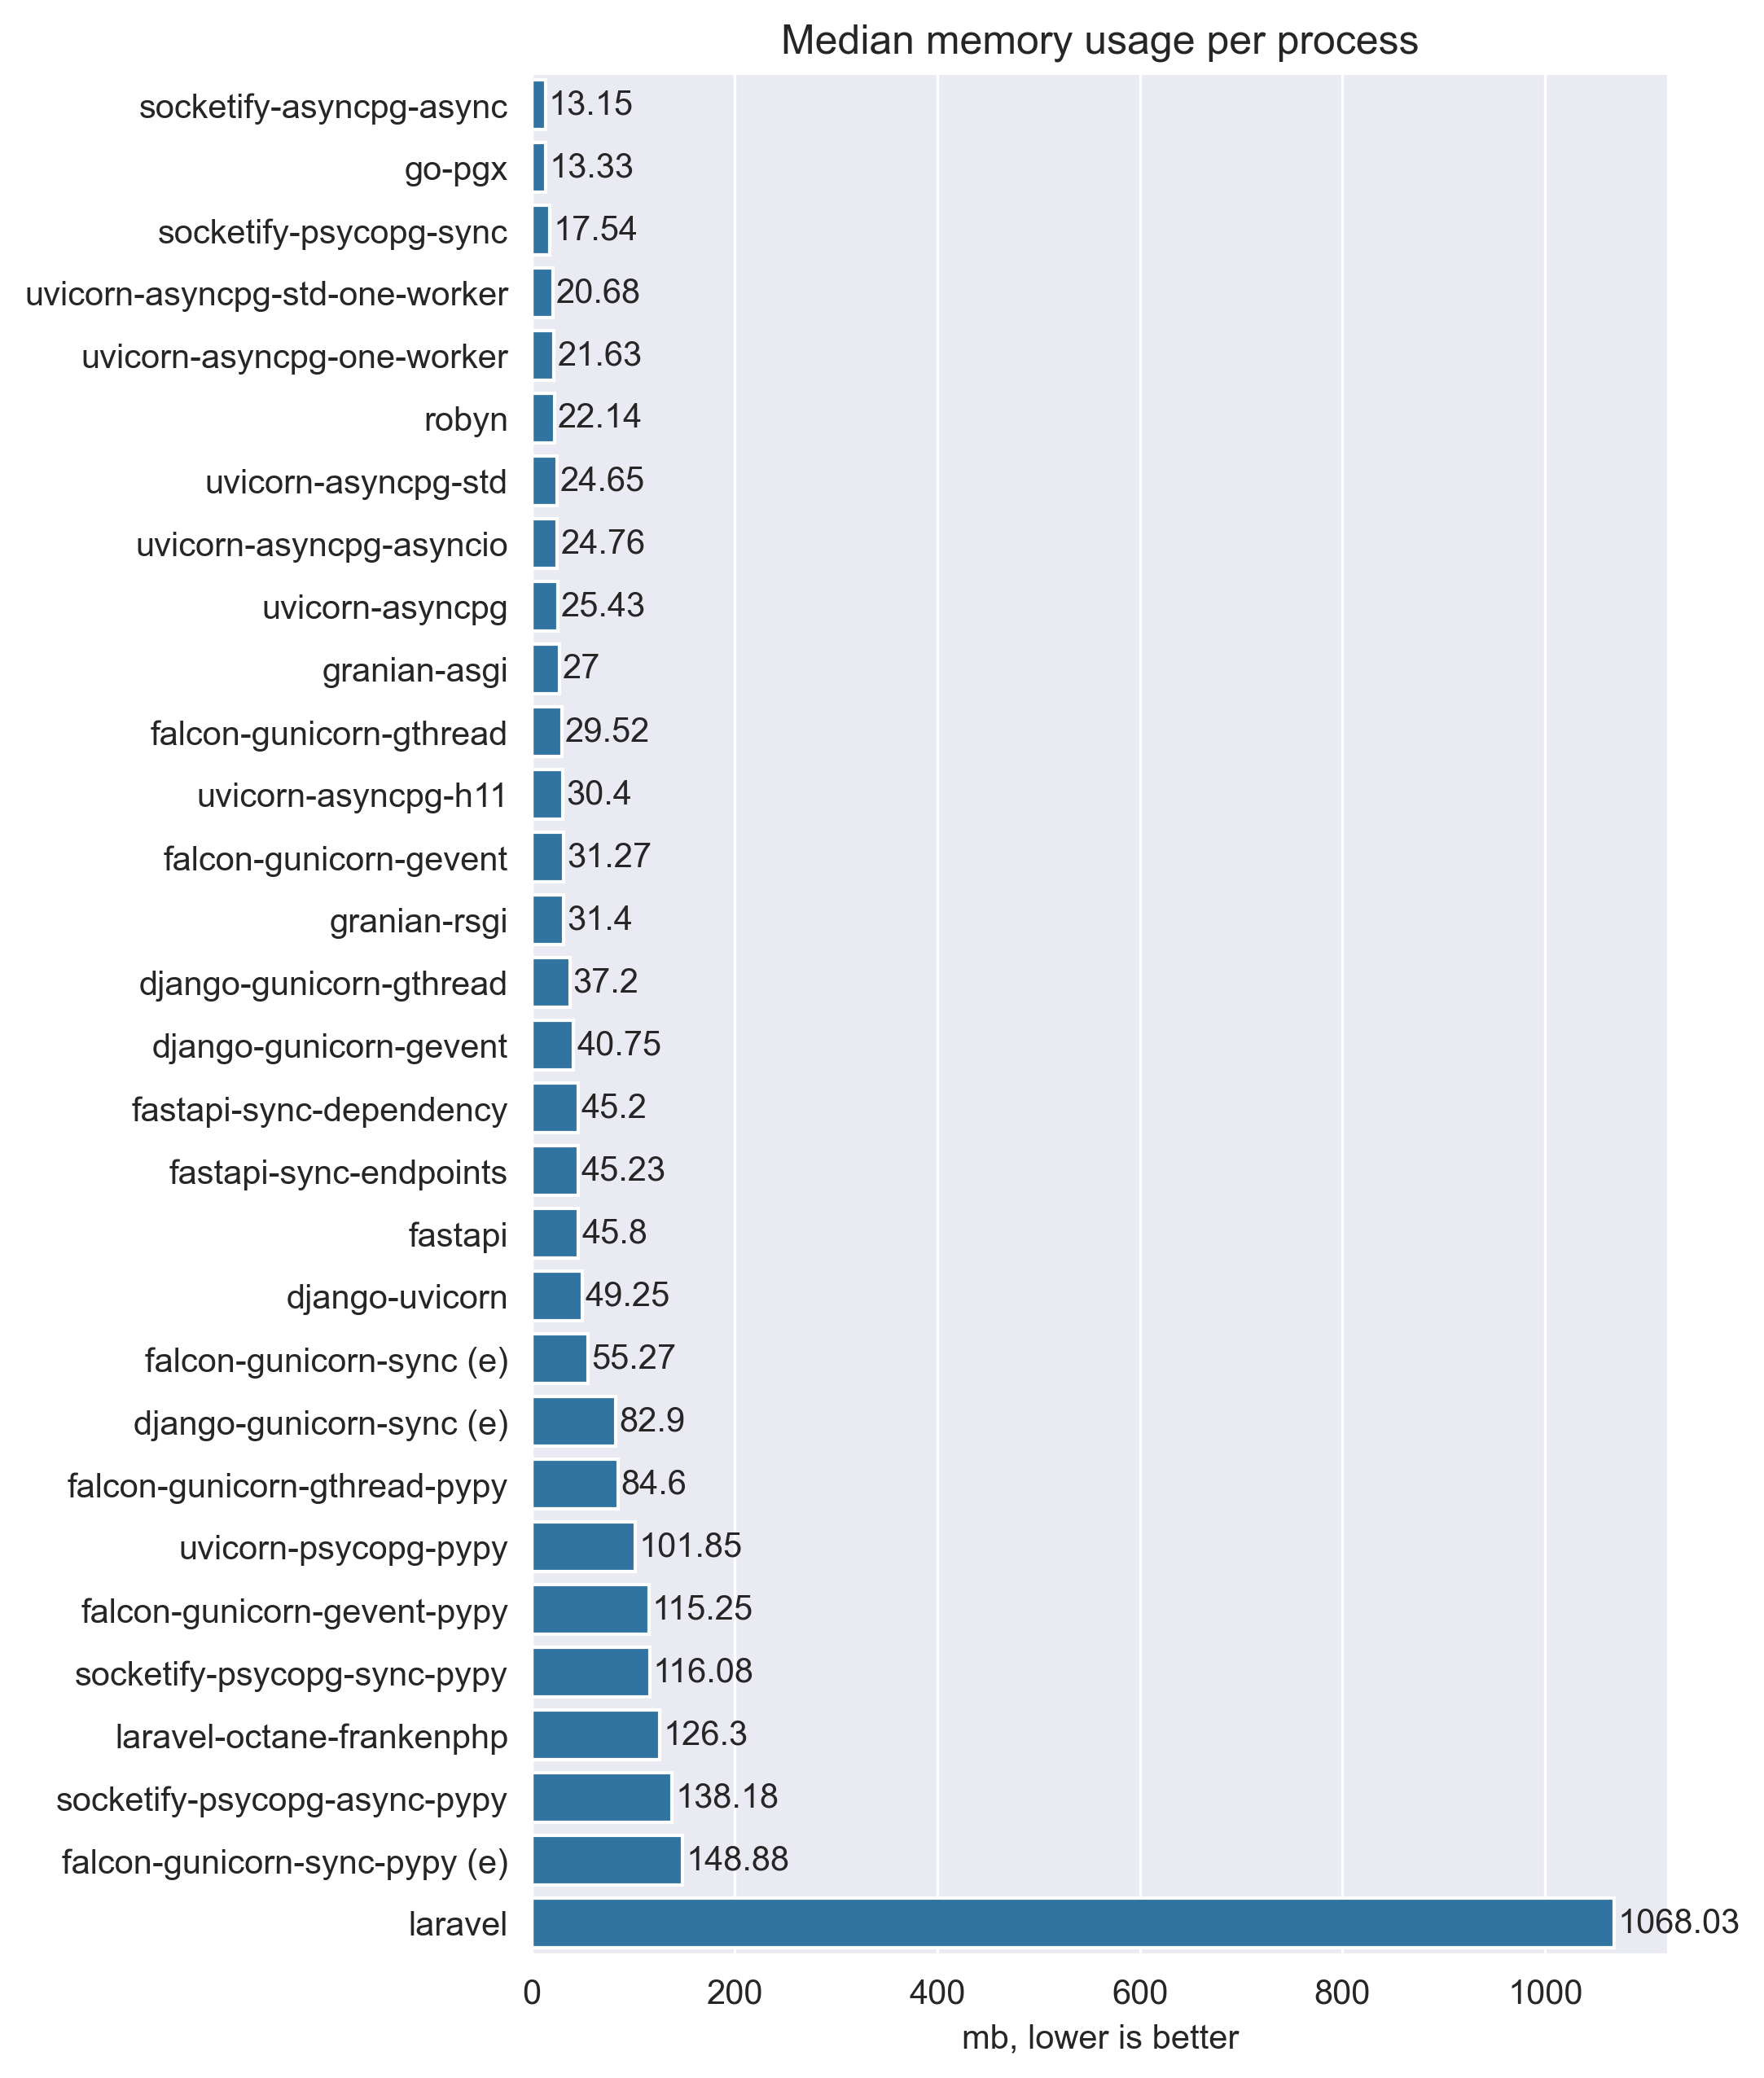 Median memory usage per process
socketify-asyncpg-async 13.15
go-pgx 13.33
socketify-psycopg-sync 17.54
uvicorn-asyncpg-std-one-worker 20.68
uvicorn-asyncpg-one-worker 21.63
robyn 22.14
uvicorn-asyncpg-std 24.65
uvicorn-asyncpg-asyncio 24.76
uvicorn-asyncpg 25.43
granian-asgi 27
falcon-gunicorn-gthread 29.52
uvicorn-asyncpg-h11 30.4
falcon-gunicorn-gevent 31.27
granian-rsgi 31.4
django-gunicorn-gthread 37.2
django-gunicorn-gevent 40.75
fastapi-sync-dependency 45.2
fastapi-sync-endpoints 45.23
fastapi 45.8
django-uvicorn 49.25
falcon-gunicorn-sync (e) 55.27
django-gunicorn-sync (e) 82.9
falcon-gunicorn-gthread-pypy 84.6
uvicorn-psycopg-pypy 101.85
falcon-gunicorn-gevent-pypy 115.25
socketify-psycopg-sync-pypy 116.08
laravel-octane-frankenphp 126.3
socketify-psycopg-async-pypy 138.18
falcon-gunicorn-sync-pypy (e) 148.88
laravel 1068.03
0 200 400 600 800 1000
mb, lower is better